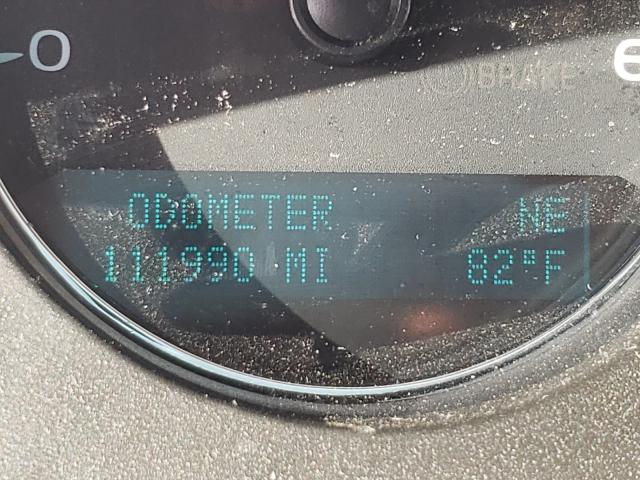 0
BRAKE
ODOMETER NE
111990 MI 82°F